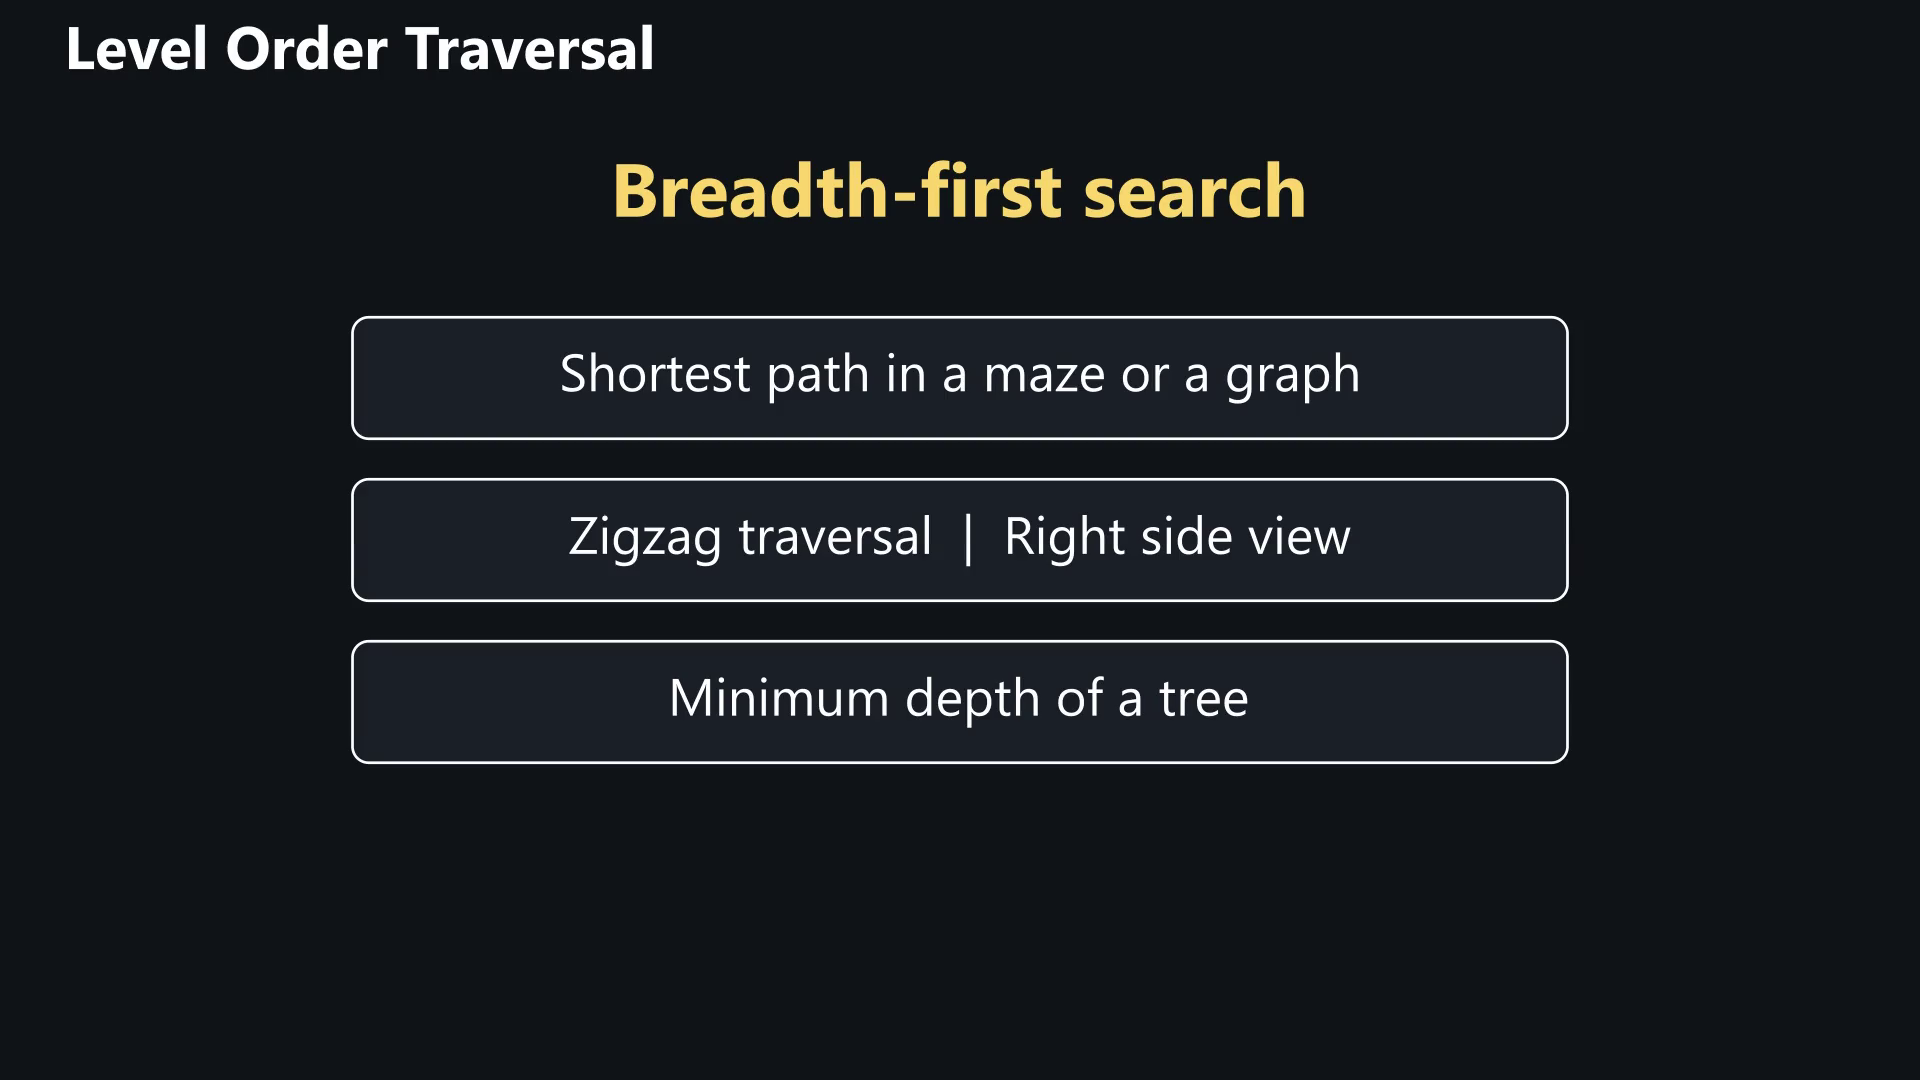 Level Order Traversal
Breadth-first search
Shortest path in a maze or a graph
Zigzag traversal | Right side view
Minimum depth of a tree